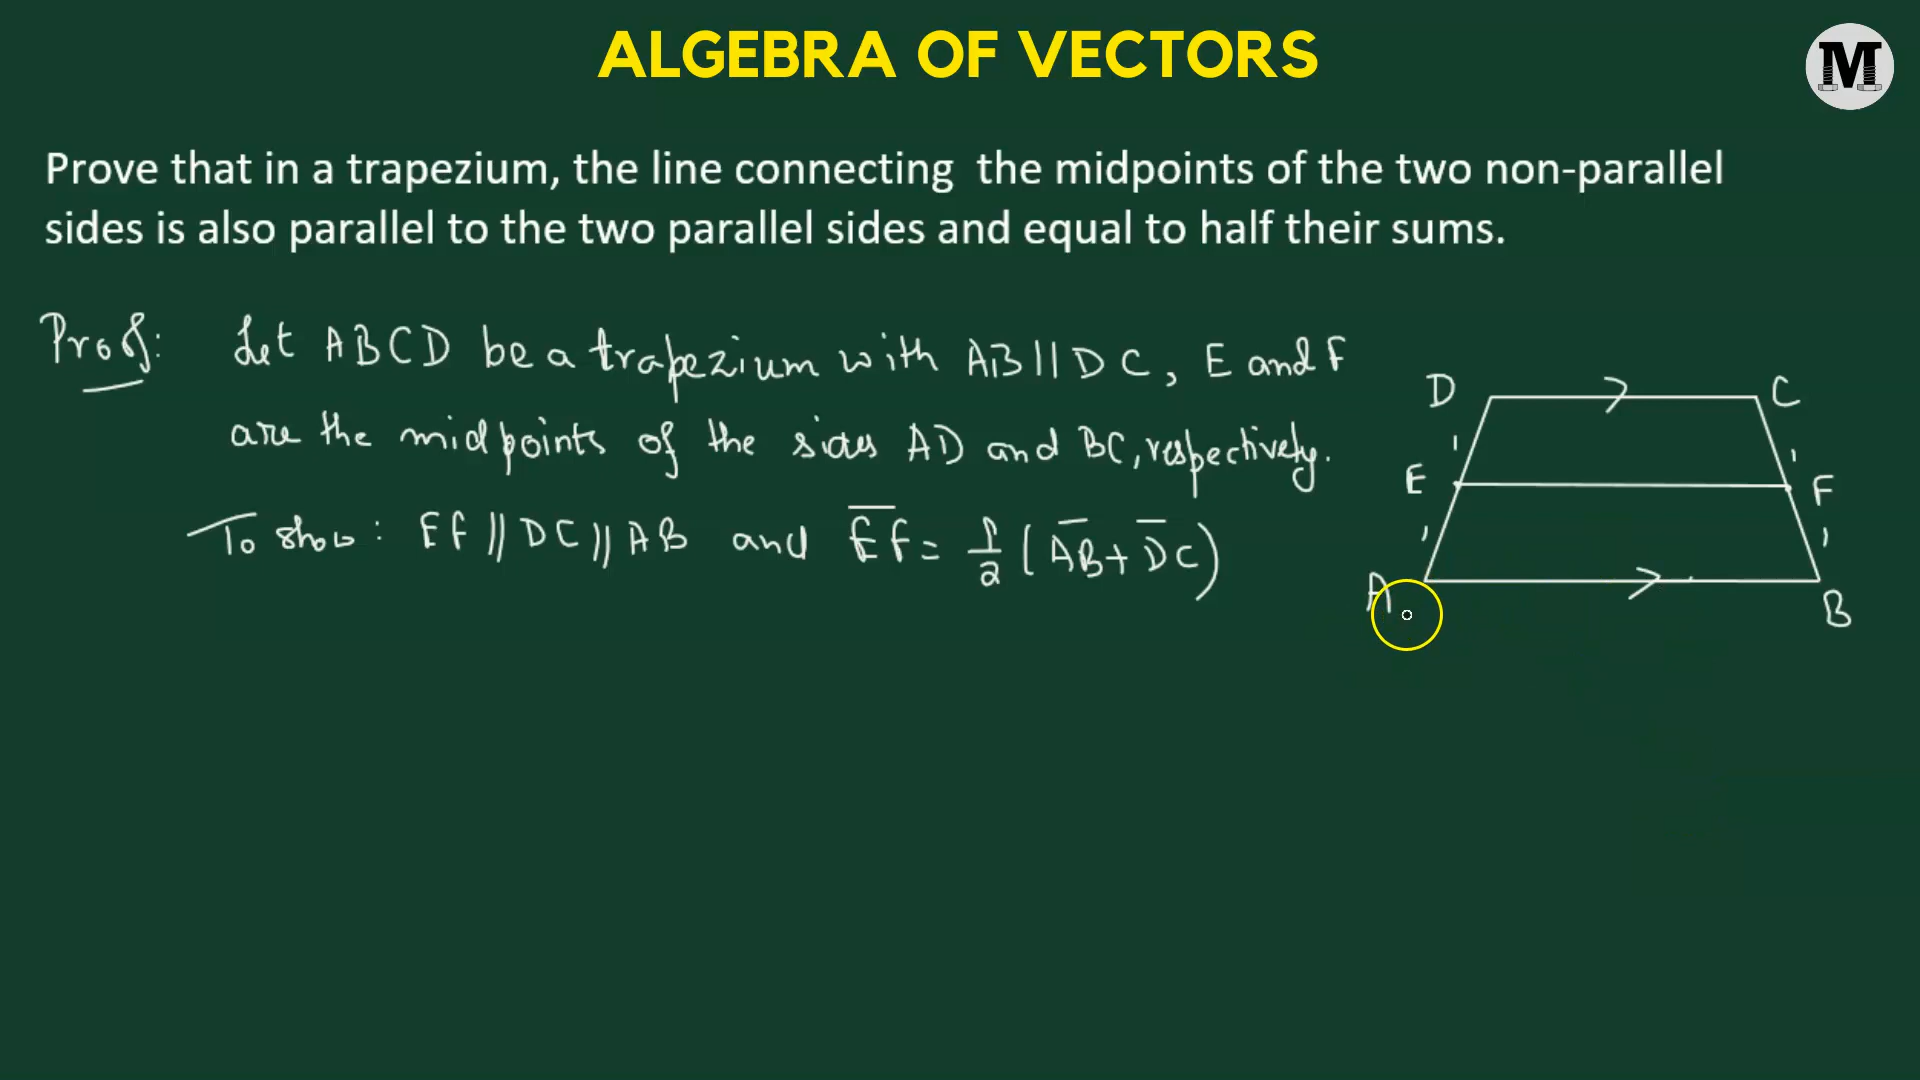 ALGEBRA OF VECTORS
M
Prove that in a trapezium, the line connecting the midpoints of the two non-parallel
sides is also parallel to the two parallel sides and equal to half their sums.
Proof: Let ABCD be a trapezium with AB || DC, E and F
are the midpoints of the sides AD and BC, respectively.
To show: EF || DC || AB and E̅F̅ = 1/2 (A̅B̅ + D̅C̅)
D C
E F
A B